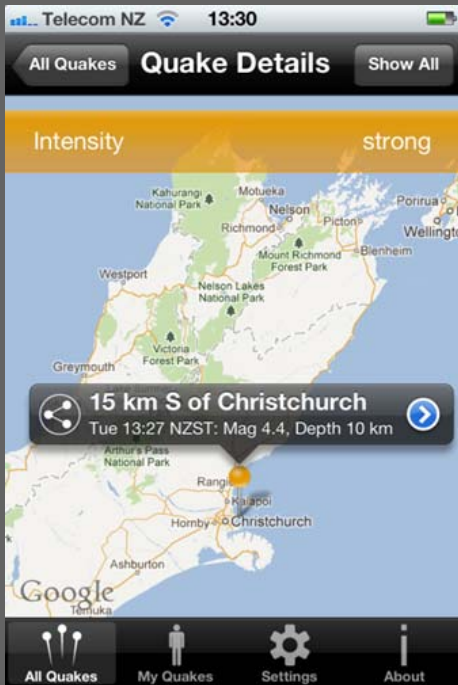 Telecom NZ 13:30
All Quakes Quake Details Show All
Intensity strong
Kahurangi
National Park
Motueka
Nelson
Picton
Porirua
Richmond
Wellingt
Mount Richmond
Forest Park
Blenheim
Westport
Nelson Lakes
National Park
Victoria
Forest Park
Greymouth
15 km S of Christchurch
Tue 13:27 NZST: Mag 4.4, Depth 10 km
Arthur's Pass
National Park
Rangi
Kaiapoi
Hornby Christchurch
Ashburton
Google
Temuka
All Quakes My Quakes Settings About